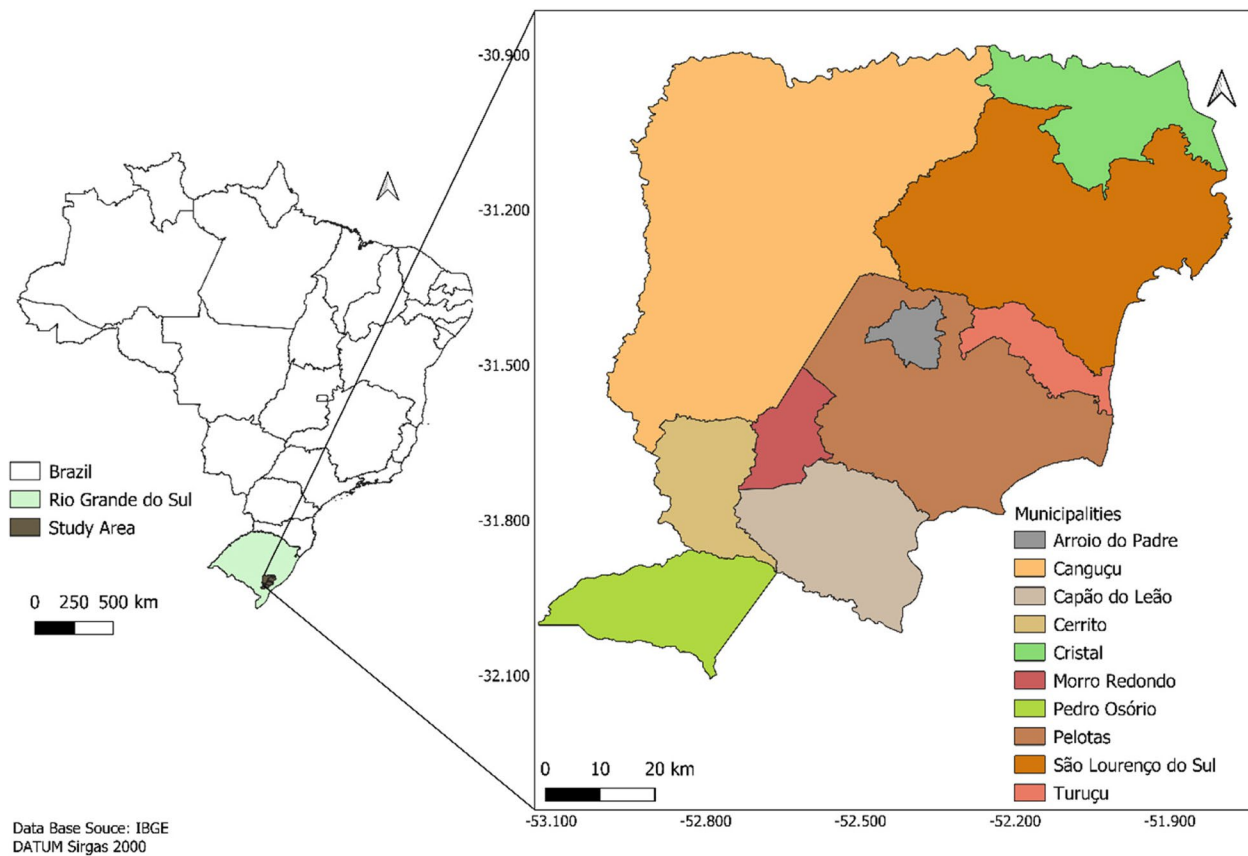 Brazil
Rio Grande do Sul
Study Area
0 250 500 km
Data Base Souce: IBGE
DATUM Sirgas 2000
-30.900
-31.200
-31.500
-31.800
-32.100
Municipalities
Arroio do Padre
Canguçu
Capão do Leão
Cerrito
Cristal
Morro Redondo
Pedro Osório
Pelotas
São Lourenço do Sul
Turuçu
0 10 20 km
-53.100 -52.800 -52.500 -52.200 -51.900